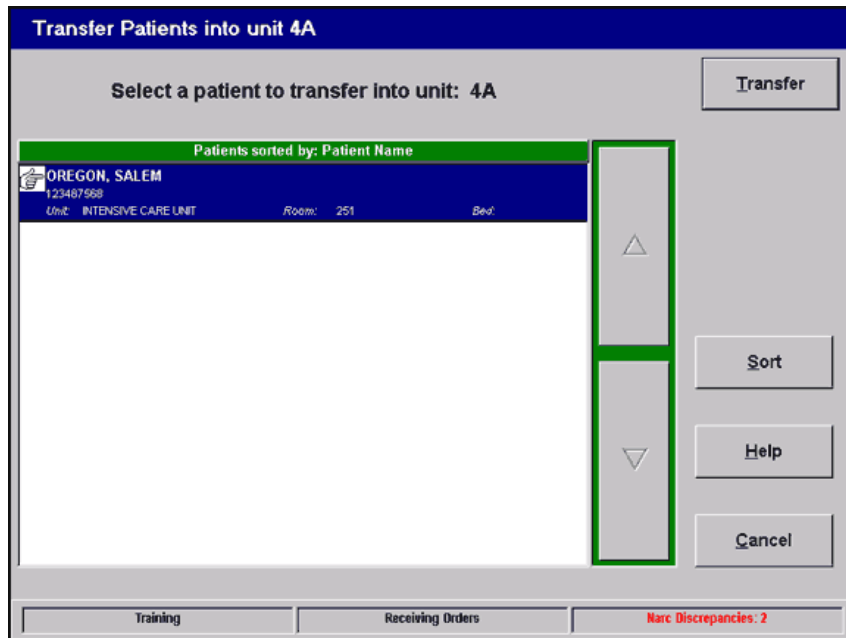 Transfer Patients into unit 4A
Select a patient to transfer into unit: 4A
Transfer
Patients sorted by: Patient Name
OREGON, SALEM
123487568
Unit: INTENSIVE CARE UNIT Room: 251 Bed:
Sort
Help
Cancel
Training Receiving Orders Narc Discrepancies: 2